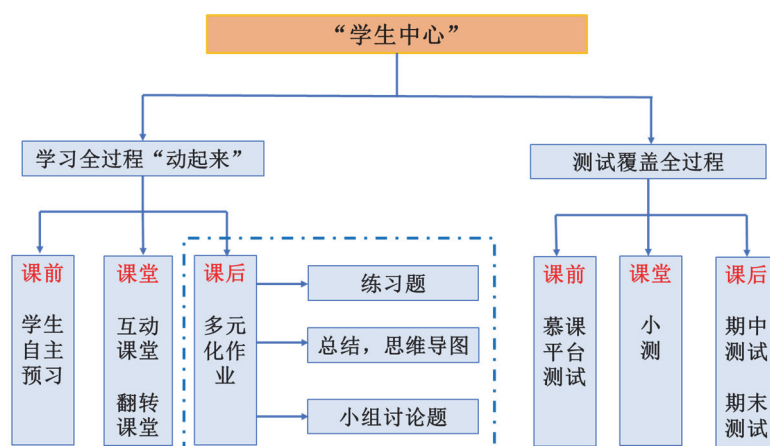 “学生中心”
学习全过程“动起来”
测试覆盖全过程
课前
学生
自主
预习
课堂
互动
课堂
翻转
课堂
课后
多元
化作
业
练习题
总结，思维导图
小组讨论题
课前
慕课
平台
测试
课堂
小
测
课后
期中
测试
期末
测试